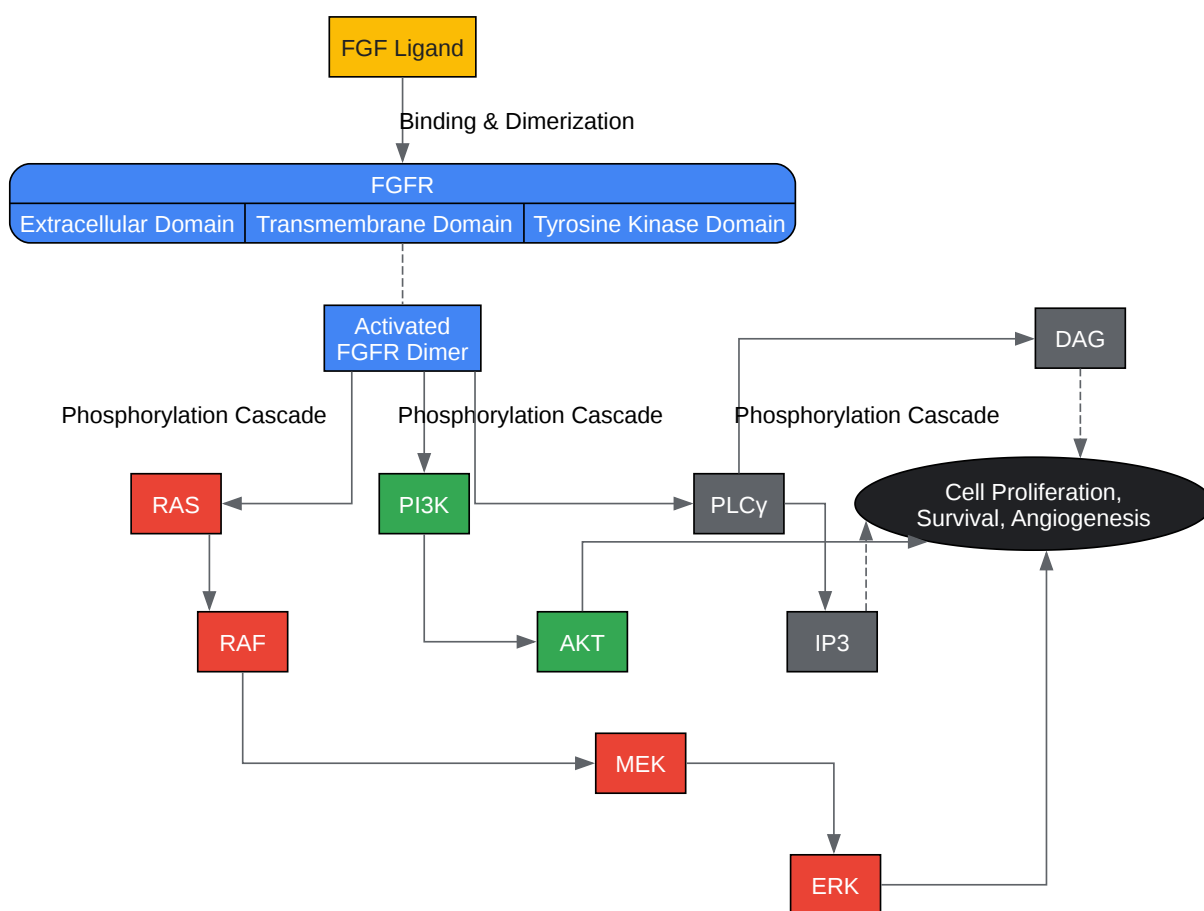 FGF Ligand
Binding & Dimerization
FGFR
Extracellular Domain
Transmembrane Domain
Tyrosine Kinase Domain
Activated
FGFR Dimer
DAG
Phosphorylation Cascade
Phosphorylation Cascade
Phosphorylation Cascade
RAS
PI3K
PLCγ
Cell Proliferation,
Survival, Angiogenesis
RAF
AKT
IP3
MEK
ERK